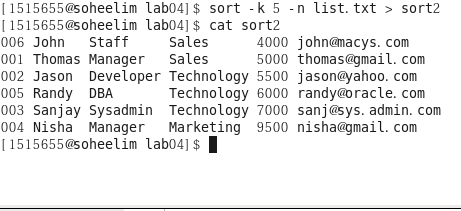 [1515655@soheelim lab04]$ sort -k 5 -n list.txt > sort2
[1515655@soheelim lab04]$ cat sort2
006 John   Staff     Sales      4000 john@macys.com
001 Thomas Manager   Sales      5000 thomas@gmail.com
002 Jason  Developer Technology 5500 jason@yahoo.com
005 Randy  DBA       Technology 6000 randy@oracle.com
003 Sanjay Sysadmin  Technology 7000 sanj@sys.admin.com
004 Nisha  Manager   Marketing  9500 nisha@gmail.com
[1515655@soheelim lab04]$